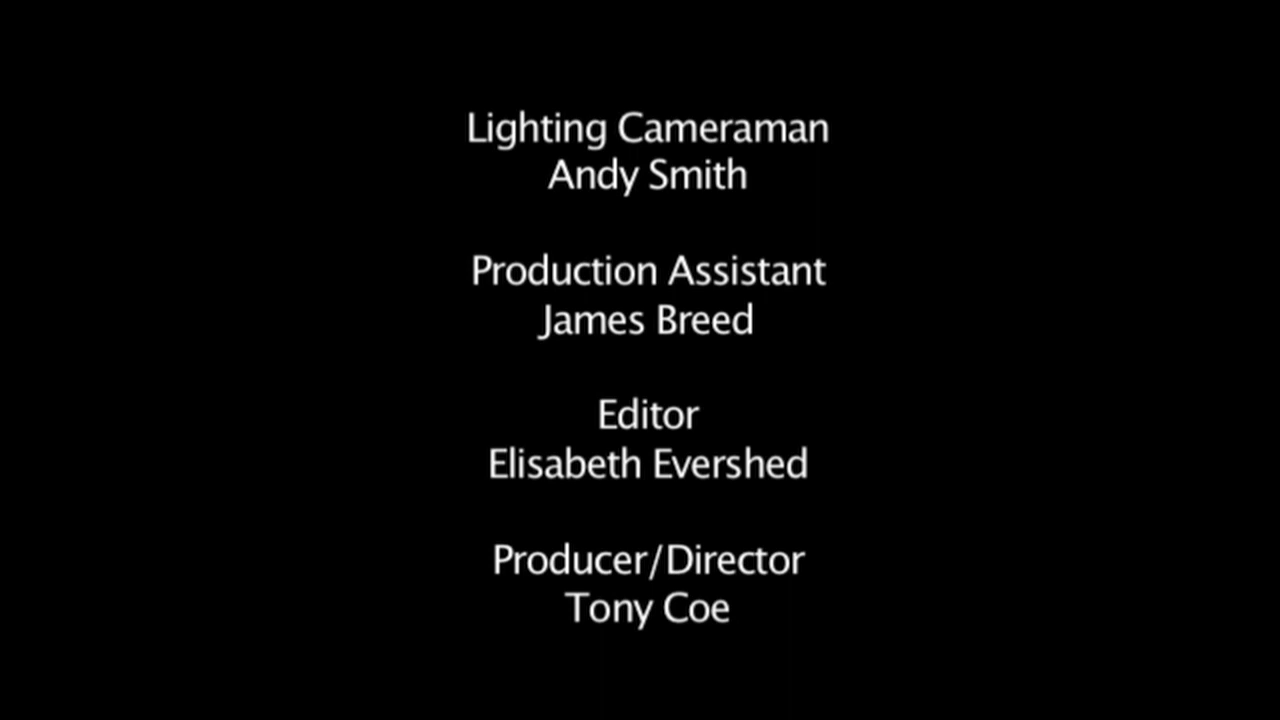 Lighting Cameraman
Andy Smith
Production Assistant
James Breed
Editor
Elisabeth Evershed
Producer/Director
Tony Coe